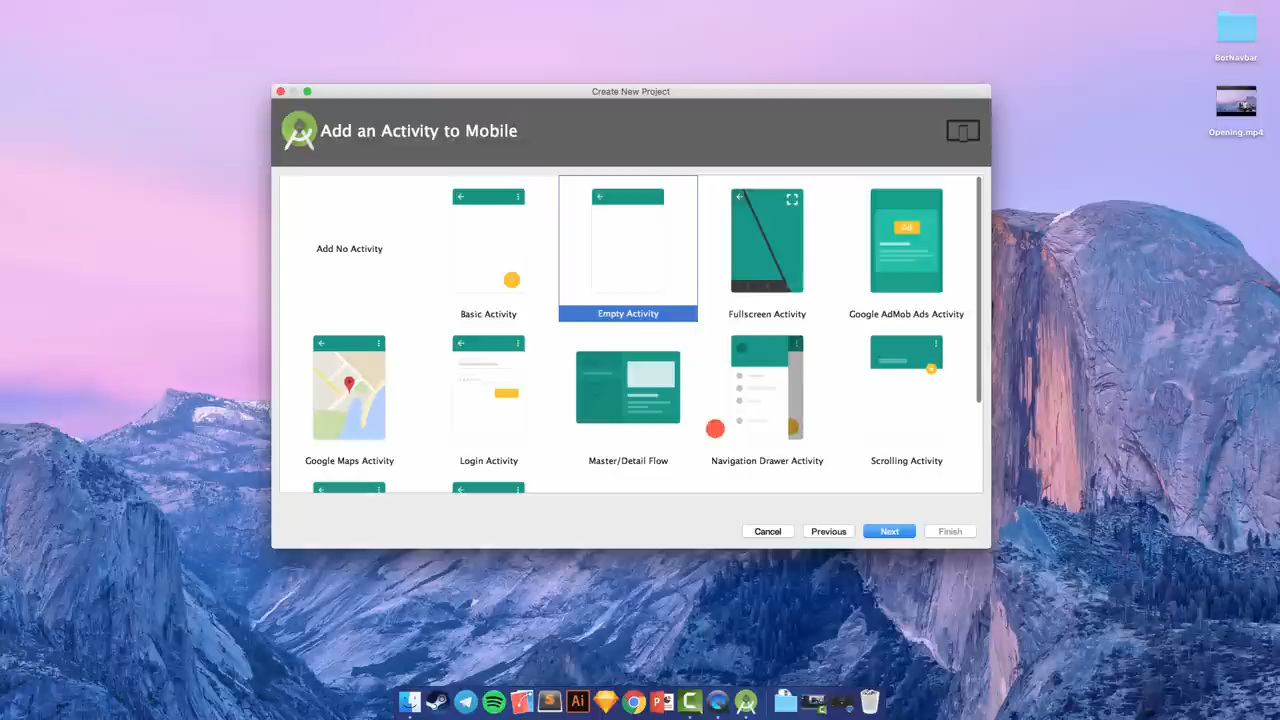 BotNavbar
Opening.mp4
Create New Project
Add an Activity to Mobile
Add No Activity
Basic Activity
Empty Activity
Fullscreen Activity
Ad
Google AdMob Ads Activity
Google Maps Activity
Login Activity
Master/Detail Flow
Navigation Drawer Activity
Scrolling Activity
Cancel
Previous
Next
Finish
Ai